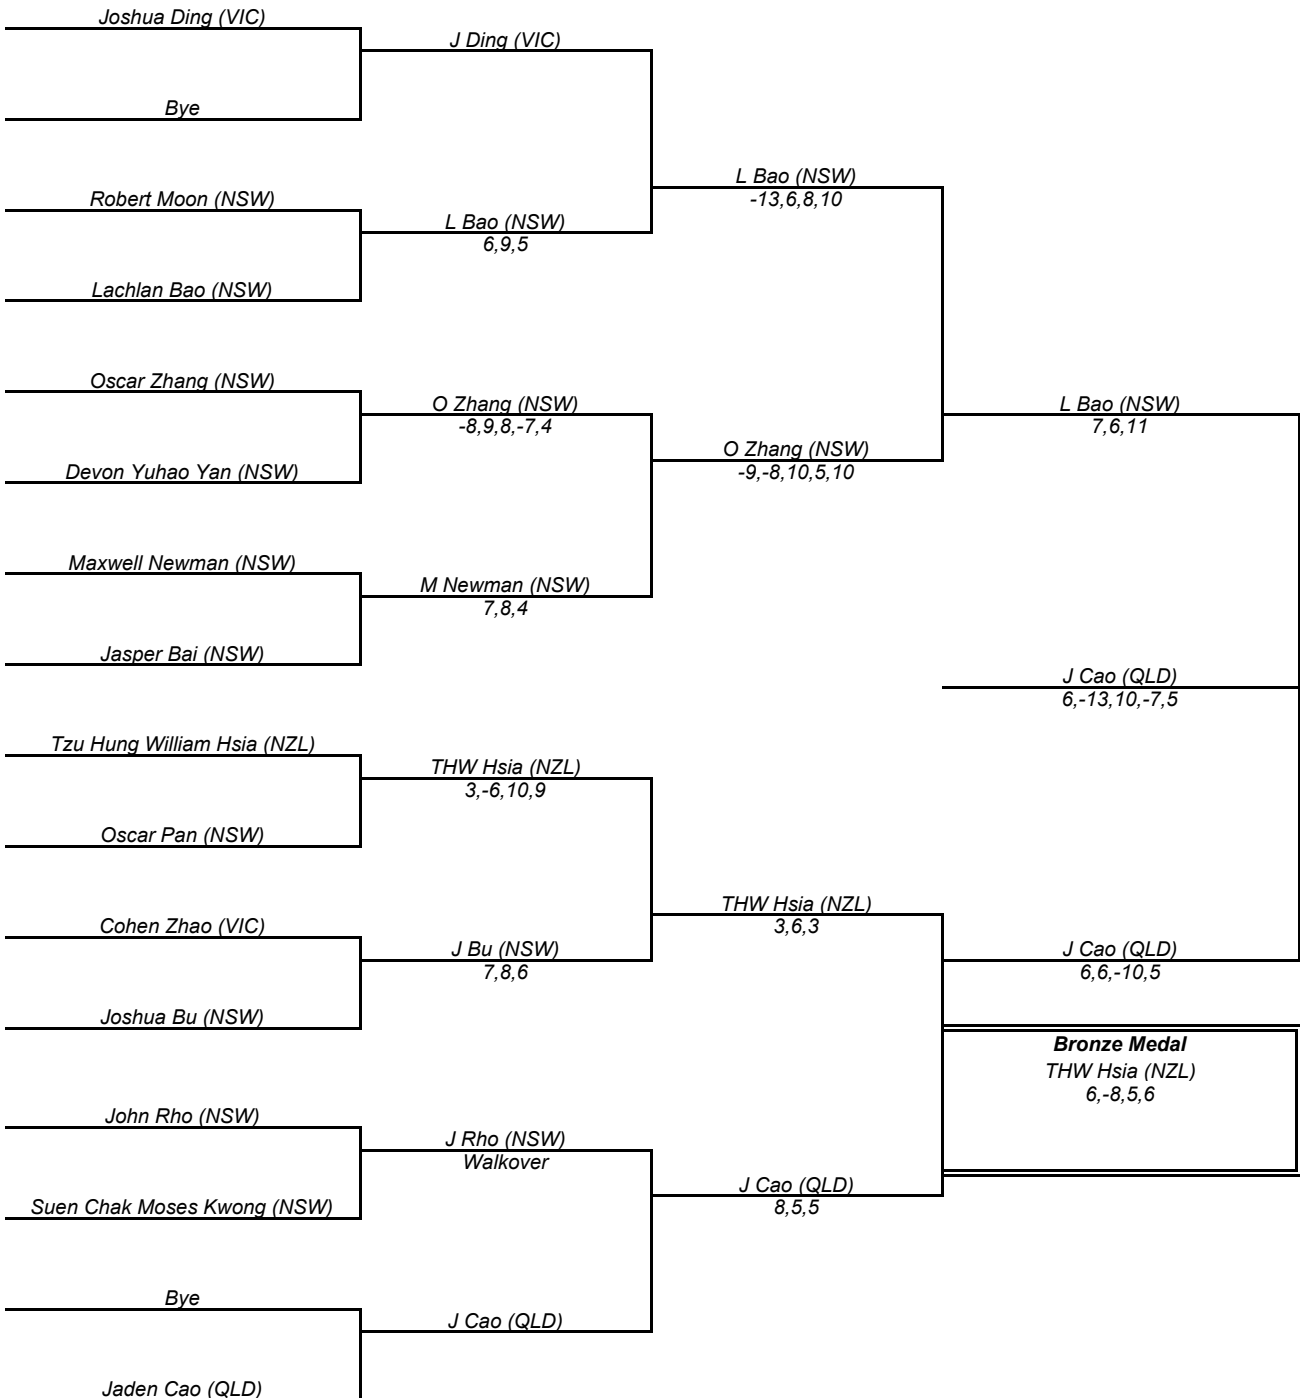 Joshua Ding (VIC)
J Ding (VIC)
Bye
L Bao (NSW)
-13,6,8,10
Robert Moon (NSW)
L Bao (NSW)
6,9,5
Lachlan Bao (NSW)
Oscar Zhang (NSW)
O Zhang (NSW)
-8,9,8,-7,4
L Bao (NSW)
7,6,11
O Zhang (NSW)
-9,-8,10,5,10
Devon Yuhao Yan (NSW)
Maxwell Newman (NSW)
M Newman (NSW)
7,8,4
Jasper Bai (NSW)
J Cao (QLD)
6,-13,10,-7,5
Tzu Hung William Hsia (NZL)
THW Hsia (NZL)
3,-6,10,9
Oscar Pan (NSW)
THW Hsia (NZL)
3,6,3
Cohen Zhao (VIC)
J Bu (NSW)
7,8,6
J Cao (QLD)
6,6,-10,5
Joshua Bu (NSW)
Bronze Medal
THW Hsia (NZL)
6,-8,5,6
John Rho (NSW)
J Rho (NSW)
Walkover
J Cao (QLD)
8,5,5
Suen Chak Moses Kwong (NSW)
Bye
J Cao (QLD)
Jaden Cao (QLD)